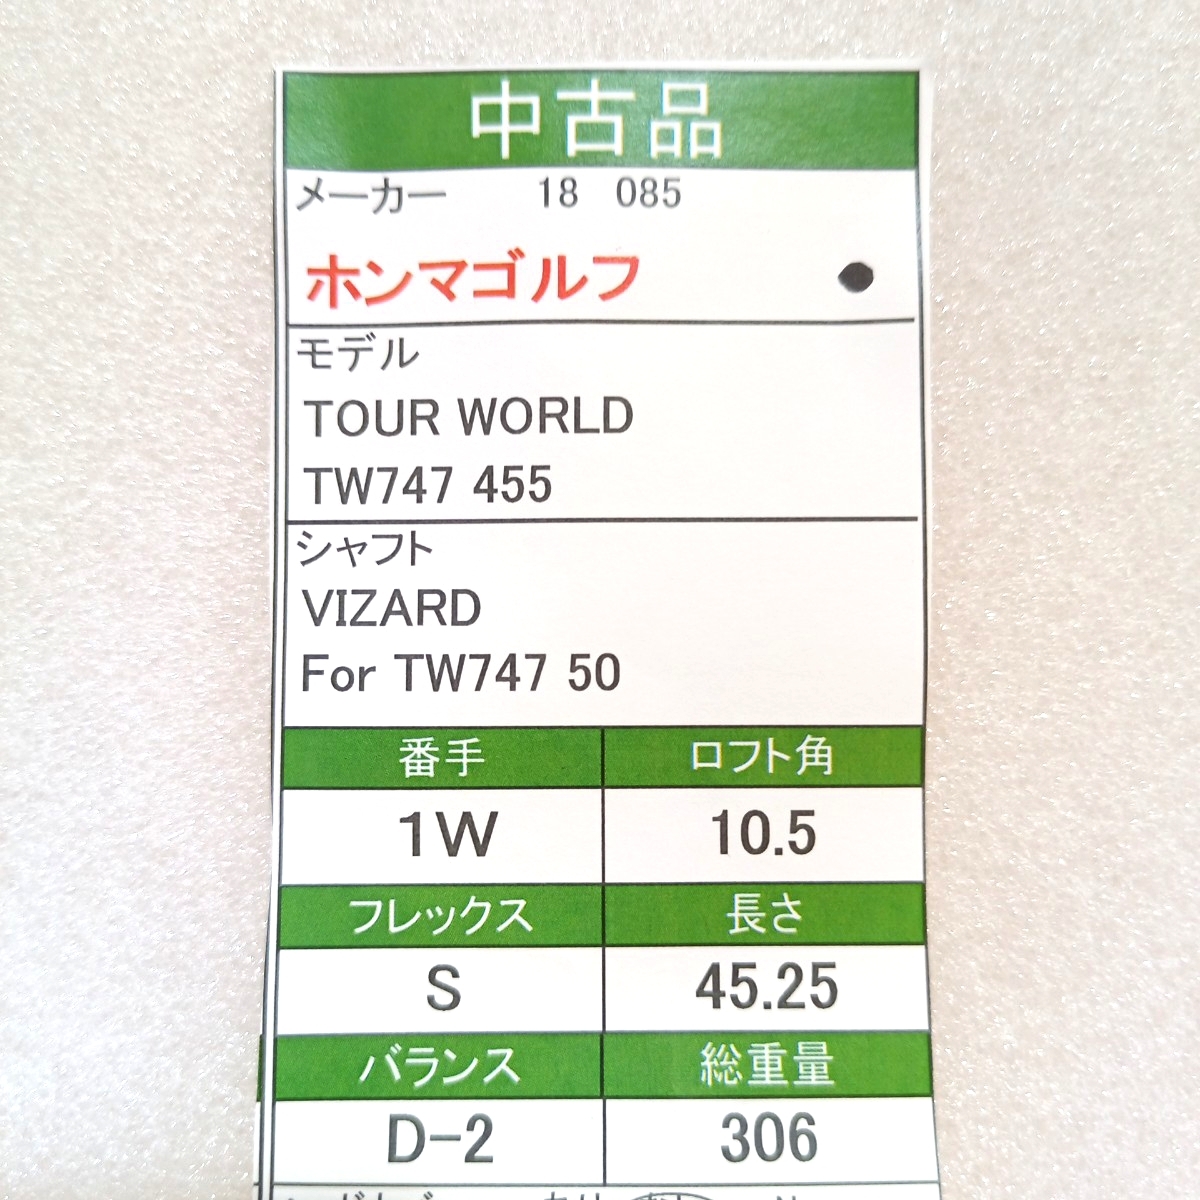 中古品
メーカー 18 085
ホンマゴルフ
モデル
TOUR WORLD
TW747 455
シャフト
VIZARD
For TW747 50
番手 ロフト角
1W 10.5
フレックス 長さ
S 45.25
バランス 総重量
D-2 306